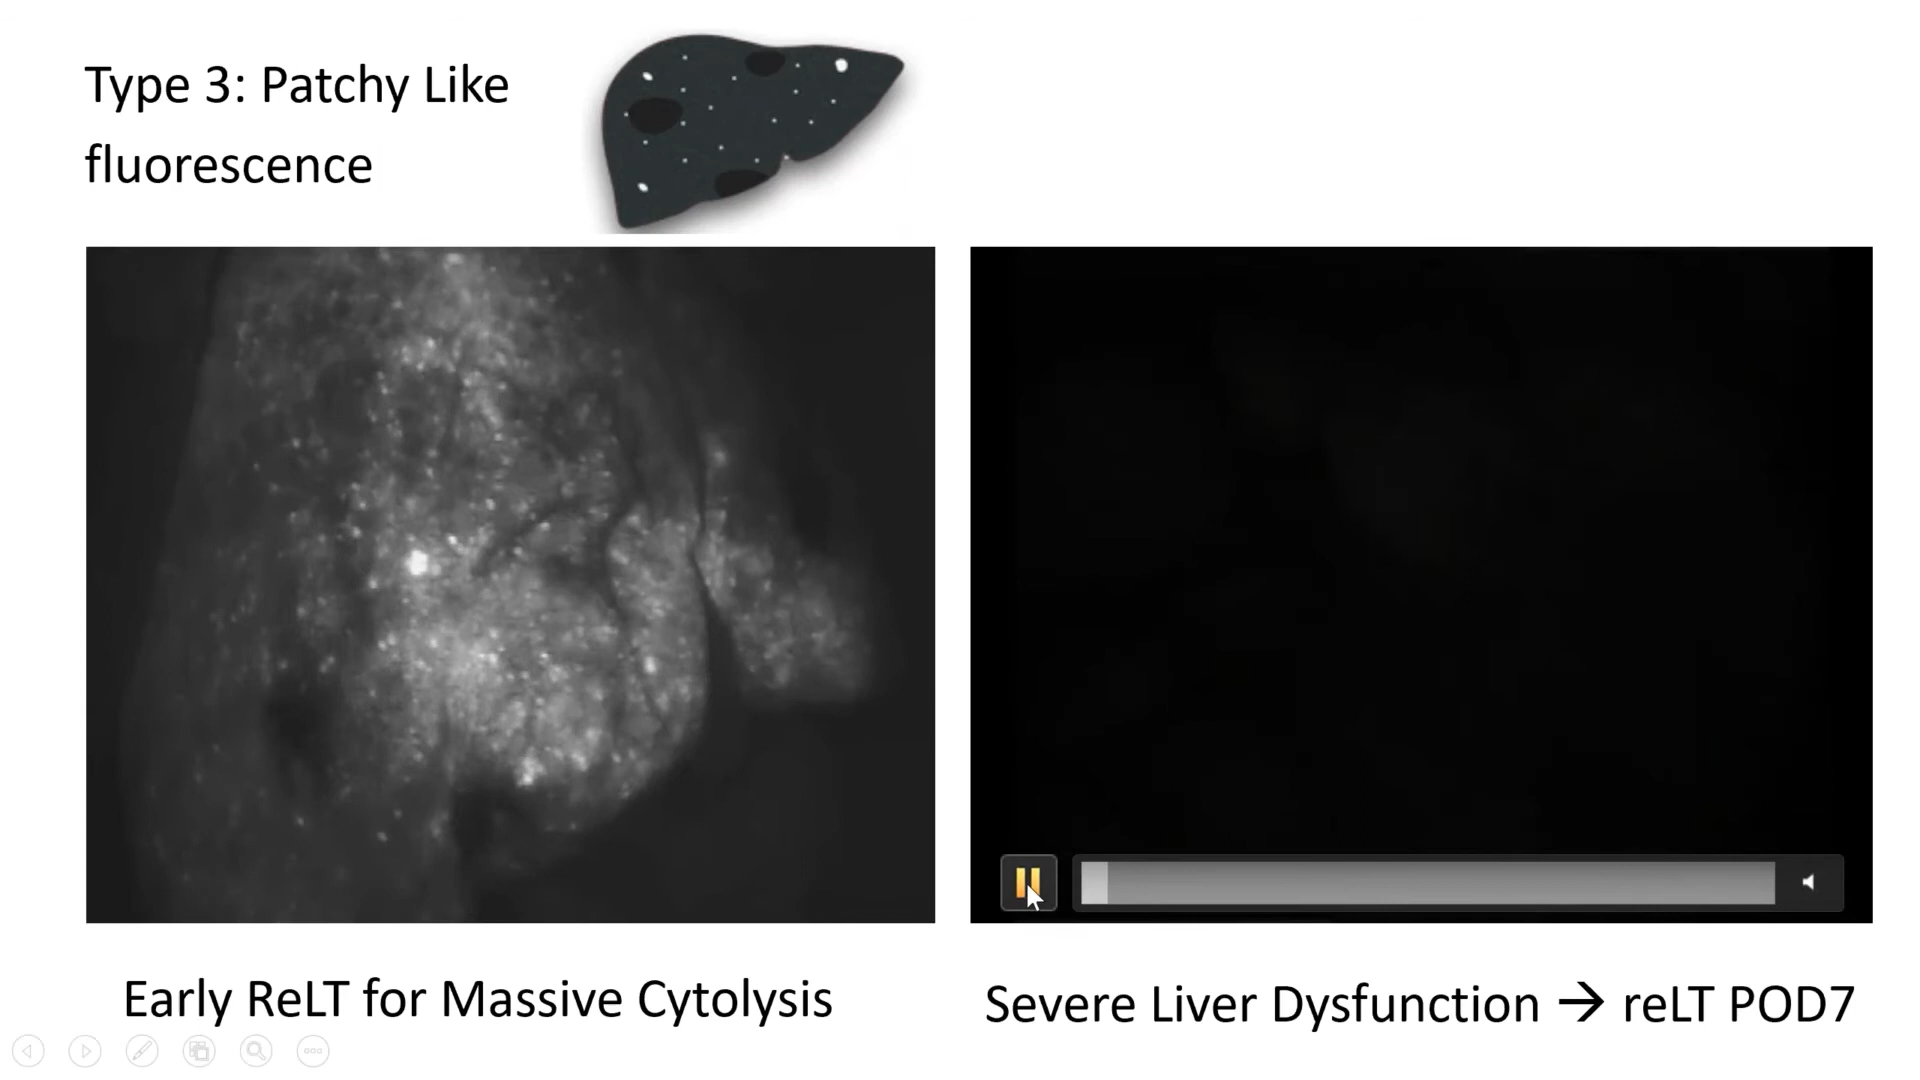 Type 3: Patchy Like
fluorescence
Early ReLT for Massive Cytolysis
Severe Liver Dysfunction → reLT POD7